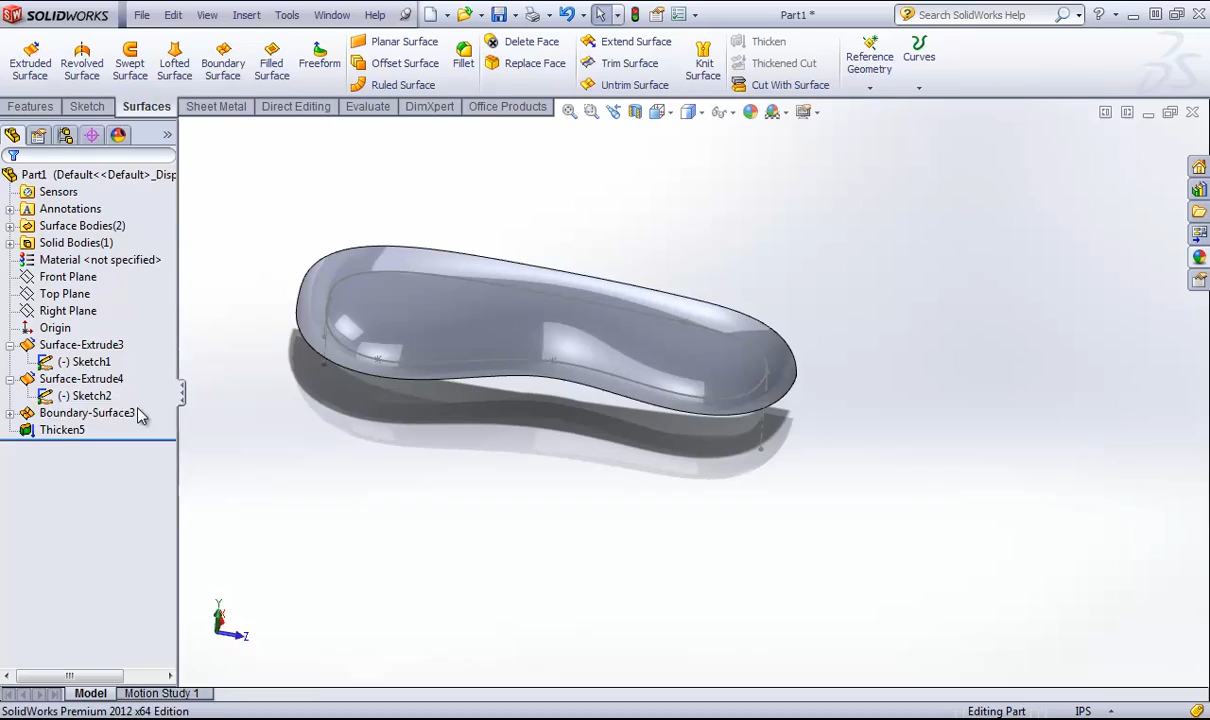 SOLIDWORKS File Edit View Insert Tools Window Help Part1 * Search SolidWorks Help
Extruded Surface
Revolved Surface
Swept Surface
Lofted Surface
Boundary Surface
Filled Surface
Freeform
Planar Surface
Offset Surface
Ruled Surface
Fillet
Delete Face
Replace Face
Extend Surface
Trim Surface
Untrim Surface
Knit Surface
Thicken
Thickened Cut
Cut With Surface
Reference Geometry
Curves
Features Sketch Surfaces Sheet Metal Direct Editing Evaluate DimXpert Office Products
Part1 (Default<<Default>_Disp
Sensors
Annotations
Surface Bodies(2)
Solid Bodies(1)
Material <not specified>
Front Plane
Top Plane
Right Plane
Origin
Surface-Extrude3
(-) Sketch1
Surface-Extrude4
(-) Sketch2
Boundary-Surface3
Thicken5
Y
X
Z
Model Motion Study 1
SolidWorks Premium 2012 x64 Edition Editing Part IPS